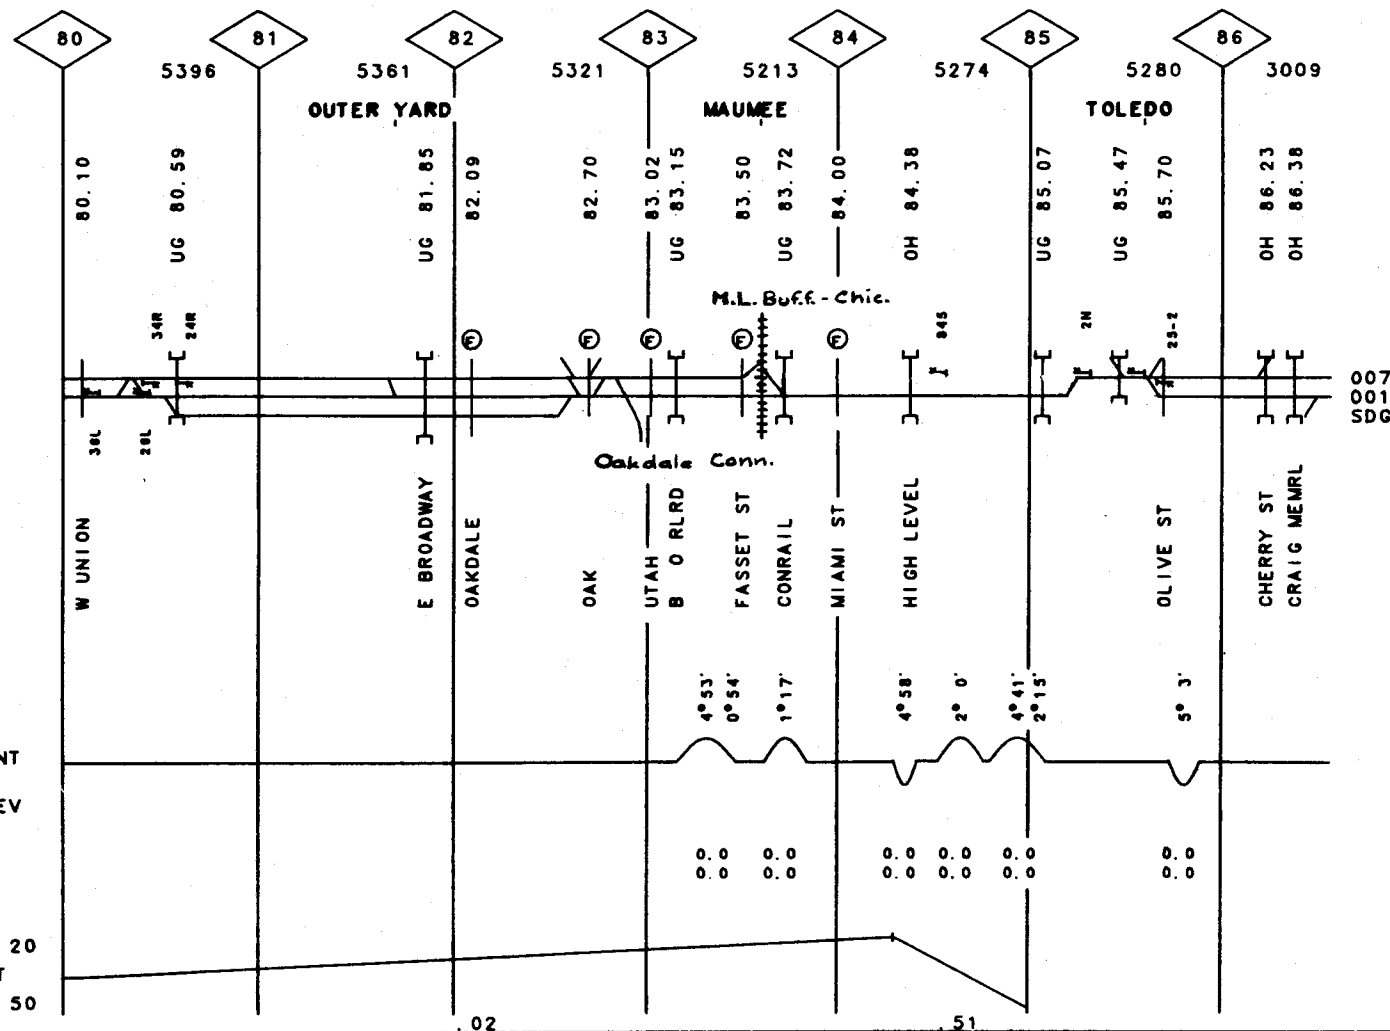 80 81 82 83 84 85 86
5396 5361 5321 5213 5274 5280 3009
OUTER YARD MAUMEE TOLEDO
80.10
UG 80.59
UG 81.85
82.09
82.70
83.02
UG 83.15
83.50
UG 83.72
84.00
OH 84.38
UG 85.07
UG 85.47
85.70
OH 86.23
OH 86.38
M.L. Buff.-Chic.
34R
24R
845
2N
25-2
F F F F F
007
001
SDG
Oakdale Conn.
W UNION
E BROADWAY
OAKDALE
OAK
UTAH
B O RLRD
FASSET ST
CONRAIL
MIAMI ST
HIGH LEVEL
OLIVE ST
CHERRY ST
CRAIG MEMRL
4°53'
0°54'
1°17'
4°58'
2° 0'
4°41'
2°15'
5° 3'
NT
EV
0.0 0.0 0.0 0.0 0.0 0.0
0.0 0.0 0.0 0.0 0.0 0.0
20
T
50
.02 .51